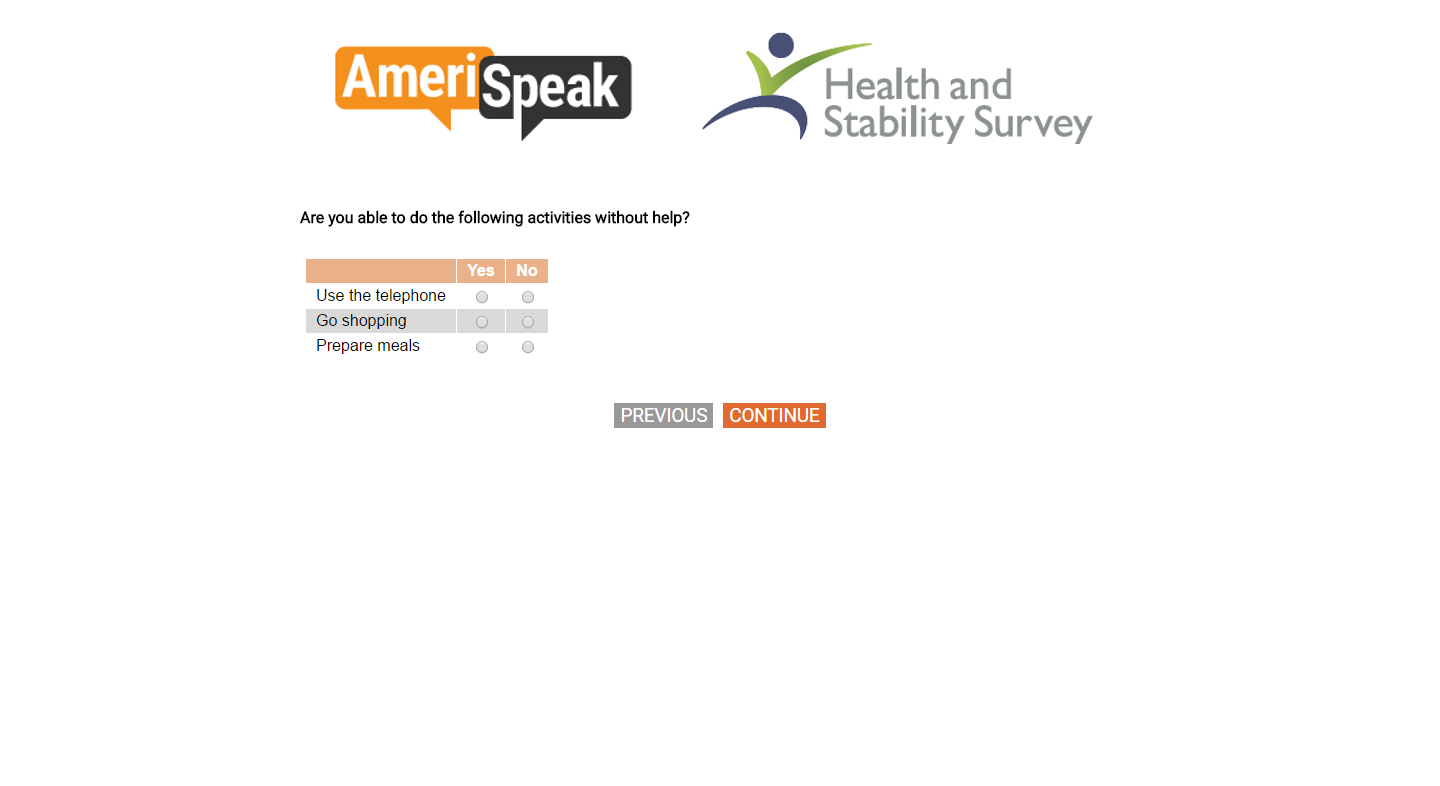 AmeriSpeak
Health and
Stability Survey
Are you able to do the following activities without help?
Yes No
Use the telephone
Go shopping
Prepare meals
PREVIOUS CONTINUE